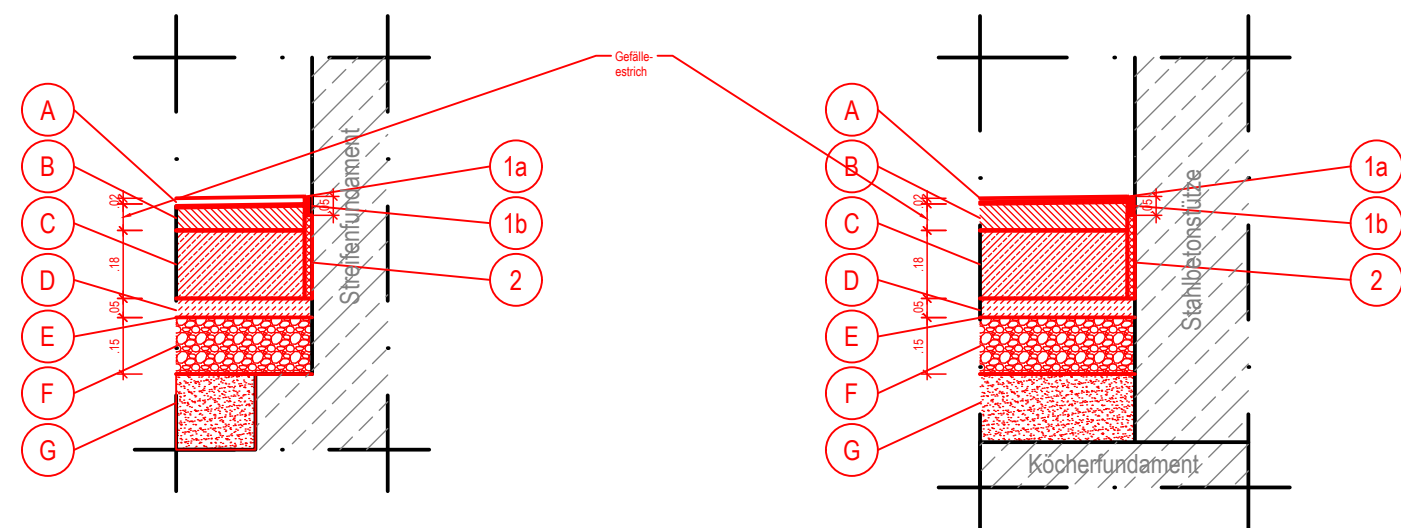 Gefälle-
estrich
A
B
C
D
E
F
G
.02
.18
.05
.15
.05
1a
1b
2
Streifenfundament
A
B
C
D
E
F
G
.02
.18
.05
.15
.05
1a
1b
2
Stahlbetonstütze
Köcherfundament